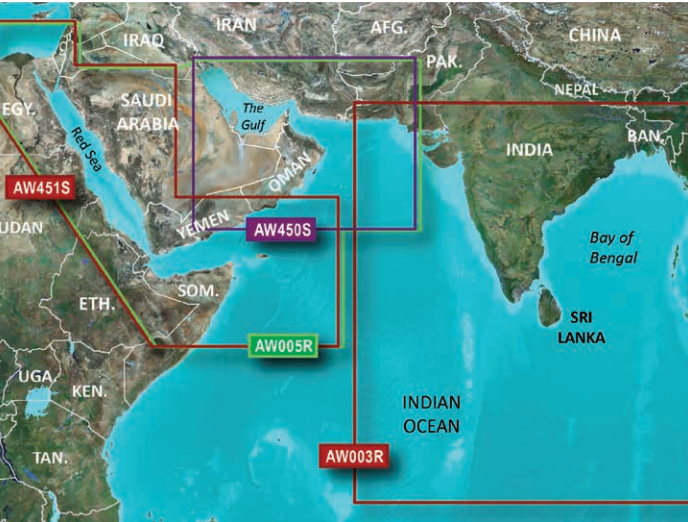 IRAN
AFG.
IRAQ
CHINA
PAK.
NEPAL
SAUDI
ARABIA
The
Gulf
EGY.
Red Sea
BAN.
INDIA
OMAN
AW451S
YEMEN
UDAN
AW450S
Bay of
Bengal
SOM.
ETH.
SRI
LANKA
AW005R
UGA.
KEN.
INDIAN
OCEAN
TAN.
AW003R